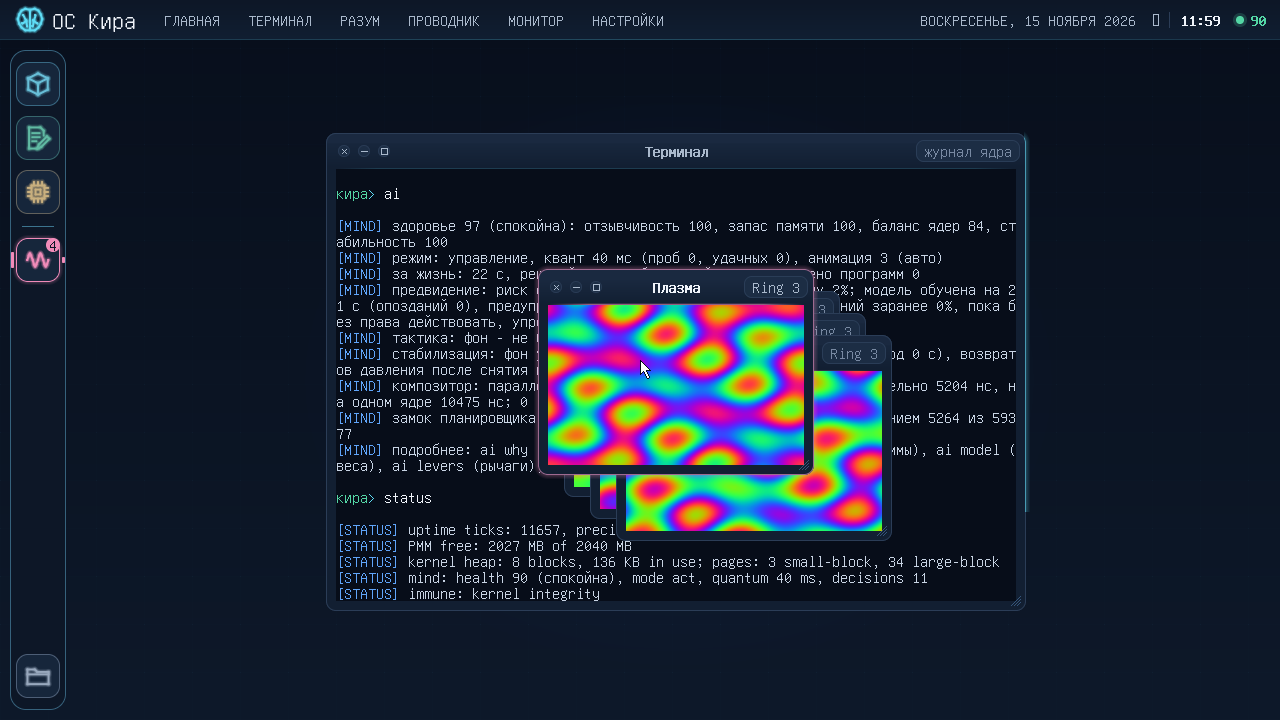 ОС Кира ГЛАВНАЯ ТЕРМИНАЛ РАЗУМ ПРОВОДНИК МОНИТОР НАСТРОЙКИ ВОСКРЕСЕНЬЕ, 15 НОЯБРЯ 2026 11:59 90
4
Терминал журнал ядра
кира> ai
[MIND] здоровье 97 (спокойна): отзывчивость 100, запас памяти 100, баланс ядер 84, ст
абильность 100
[MIND] режим: управление, квант 40 мс (проб 0, удачных 0), анимация 3 (авто)
[MIND] за жизнь: 22 с, ре но программ 0
[MIND] предвидение: риск 2%; модель обучена на 2
1 с (опозданий 0), предуп ний заранее 0%, пока б
ез права действовать, упр
[MIND] тактика: фон - не
[MIND] стабилизация: фон од 0 с), возврат
ов давления после снятия
[MIND] композитор: паралл ельно 5204 нс, н
а одном ядре 10475 нс; 0
[MIND] замок планировщика нием 5264 из 593
77
[MIND] подробнее: ai why мы), ai model (
веса), ai levers (рычаги)
Плазма Ring 3
3
ing 3
Ring 3
кира> status
[STATUS] uptime ticks: 11657, preci
[STATUS] PMM free: 2027 MB of 2040 MB
[STATUS] kernel heap: 8 blocks, 136 KB in use; pages: 3 small-block, 34 large-block
[STATUS] mind: health 90 (спокойна), mode act, quantum 40 ms, decisions 11
[STATUS] immune: kernel integrity